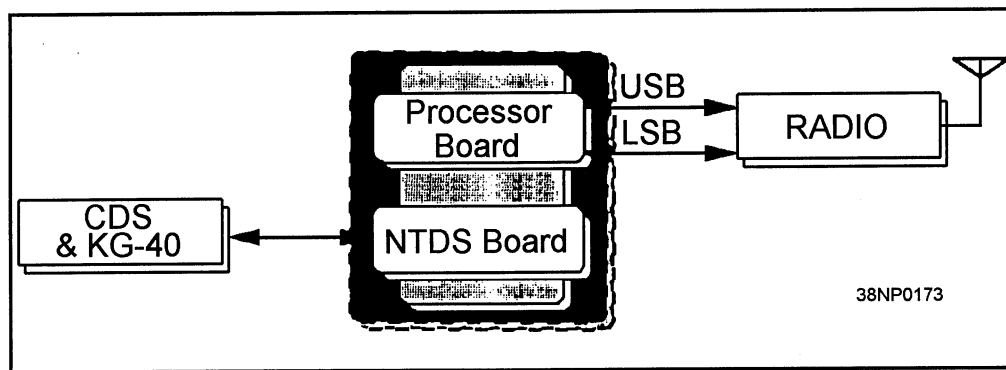 CDS
& KG-40
Processor
Board
NTDS Board
USB
LSB
RADIO
38NP0173